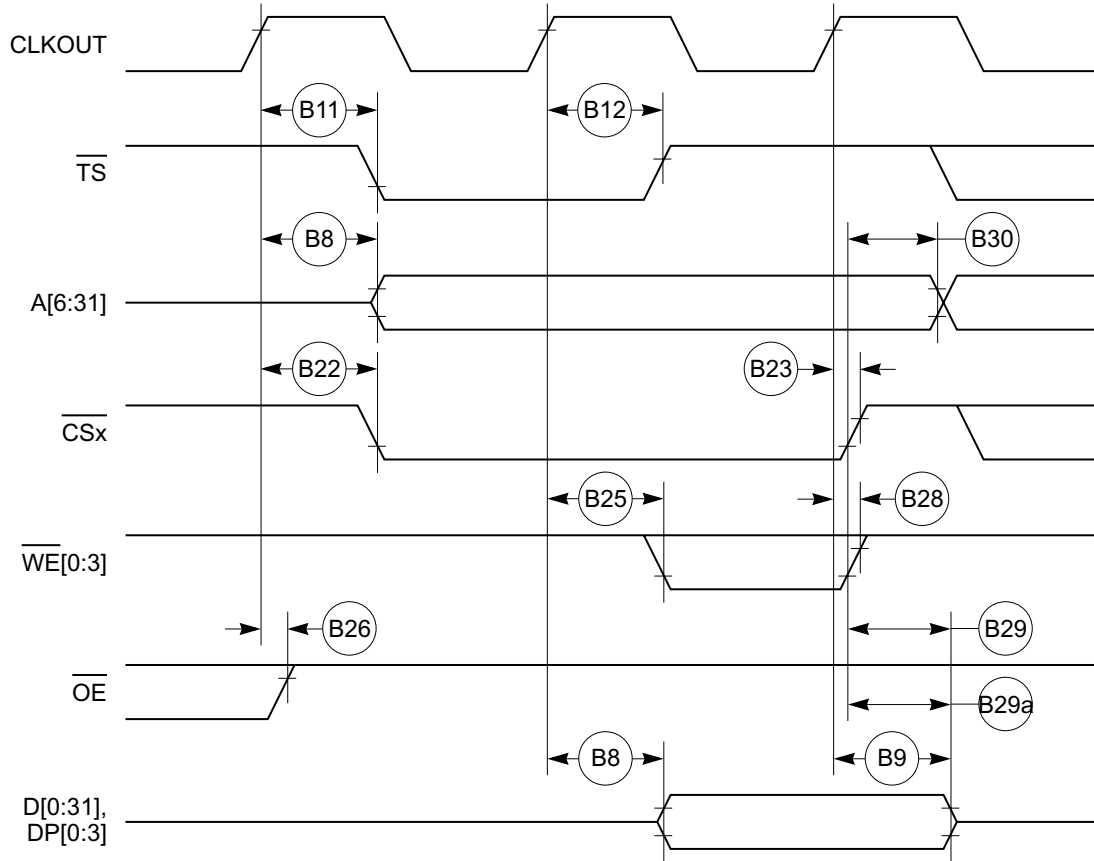 CLKOUT
B11
B12
TS
B8
B30
A[6:31]
B22
B23
CSx
B25
B28
WE[0:3]
B26
B29
OE
B29a
B8
B9
D[0:31],
DP[0:3]